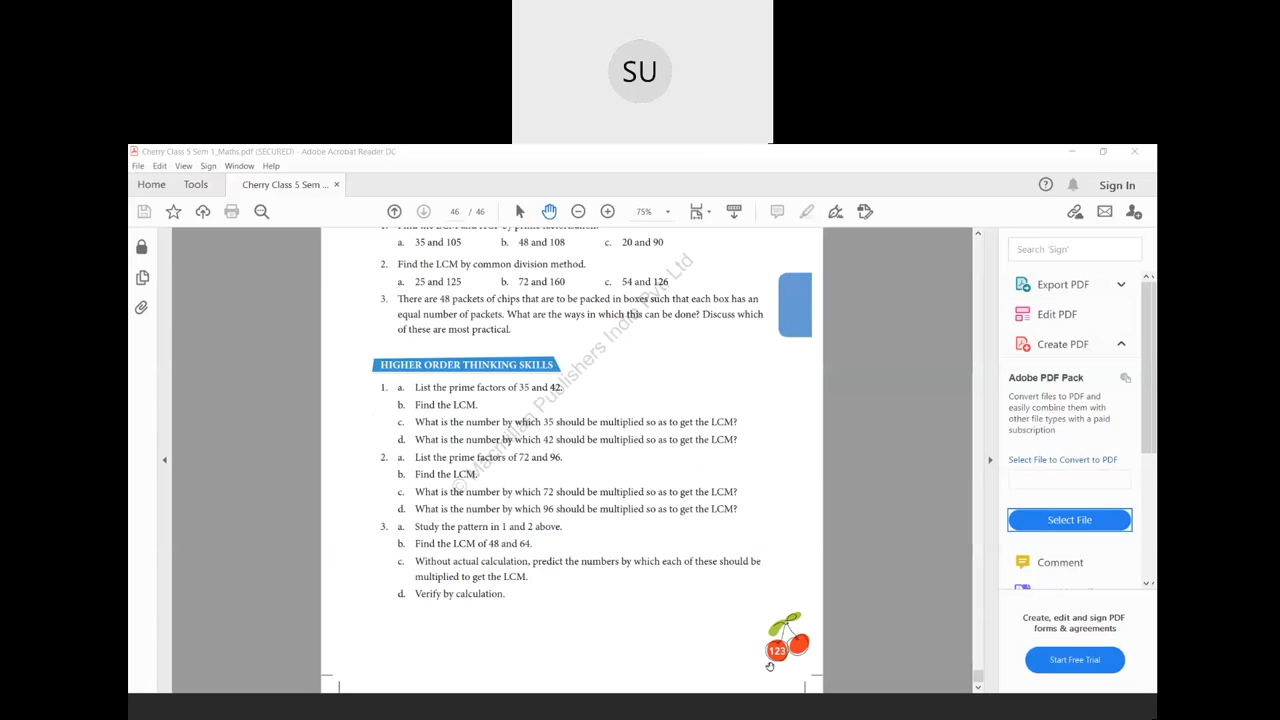 SU
Cherry Class 5 Sem 1_Maths.pdf (SECURED) - Adobe Acrobat Reader DC
File Edit View Sign Window Help
Home Tools Cherry Class 5 Sem ... × Sign In
46 / 46 75%
1. Find the LCM and HCF by prime factorisation.
a. 35 and 105 b. 48 and 108 c. 20 and 90
2. Find the LCM by common division method.
a. 25 and 125 b. 72 and 160 c. 54 and 126
3. There are 48 packets of chips that are to be packed in boxes such that each box has an
equal number of packets. What are the ways in which this can be done? Discuss which
of these are most practical.
HIGHER ORDER THINKING SKILLS
1. a. List the prime factors of 35 and 42.
b. Find the LCM.
c. What is the number by which 35 should be multiplied so as to get the LCM?
d. What is the number by which 42 should be multiplied so as to get the LCM?
2. a. List the prime factors of 72 and 96.
b. Find the LCM.
c. What is the number by which 72 should be multiplied so as to get the LCM?
d. What is the number by which 96 should be multiplied so as to get the LCM?
3. a. Study the pattern in 1 and 2 above.
b. Find the LCM of 48 and 64.
c. Without actual calculation, predict the numbers by which each of these should be
multiplied to get the LCM.
d. Verify by calculation.
© Macmillan Publishers India Pvt. Ltd
123
Search 'Sign'
Export PDF
Edit PDF
Create PDF
Adobe PDF Pack
Convert files to PDF and
easily combine them with
other file types with a paid
subscription
Select File to Convert to PDF
Select File
Comment
Create, edit and sign PDF
forms & agreements
Start Free Trial